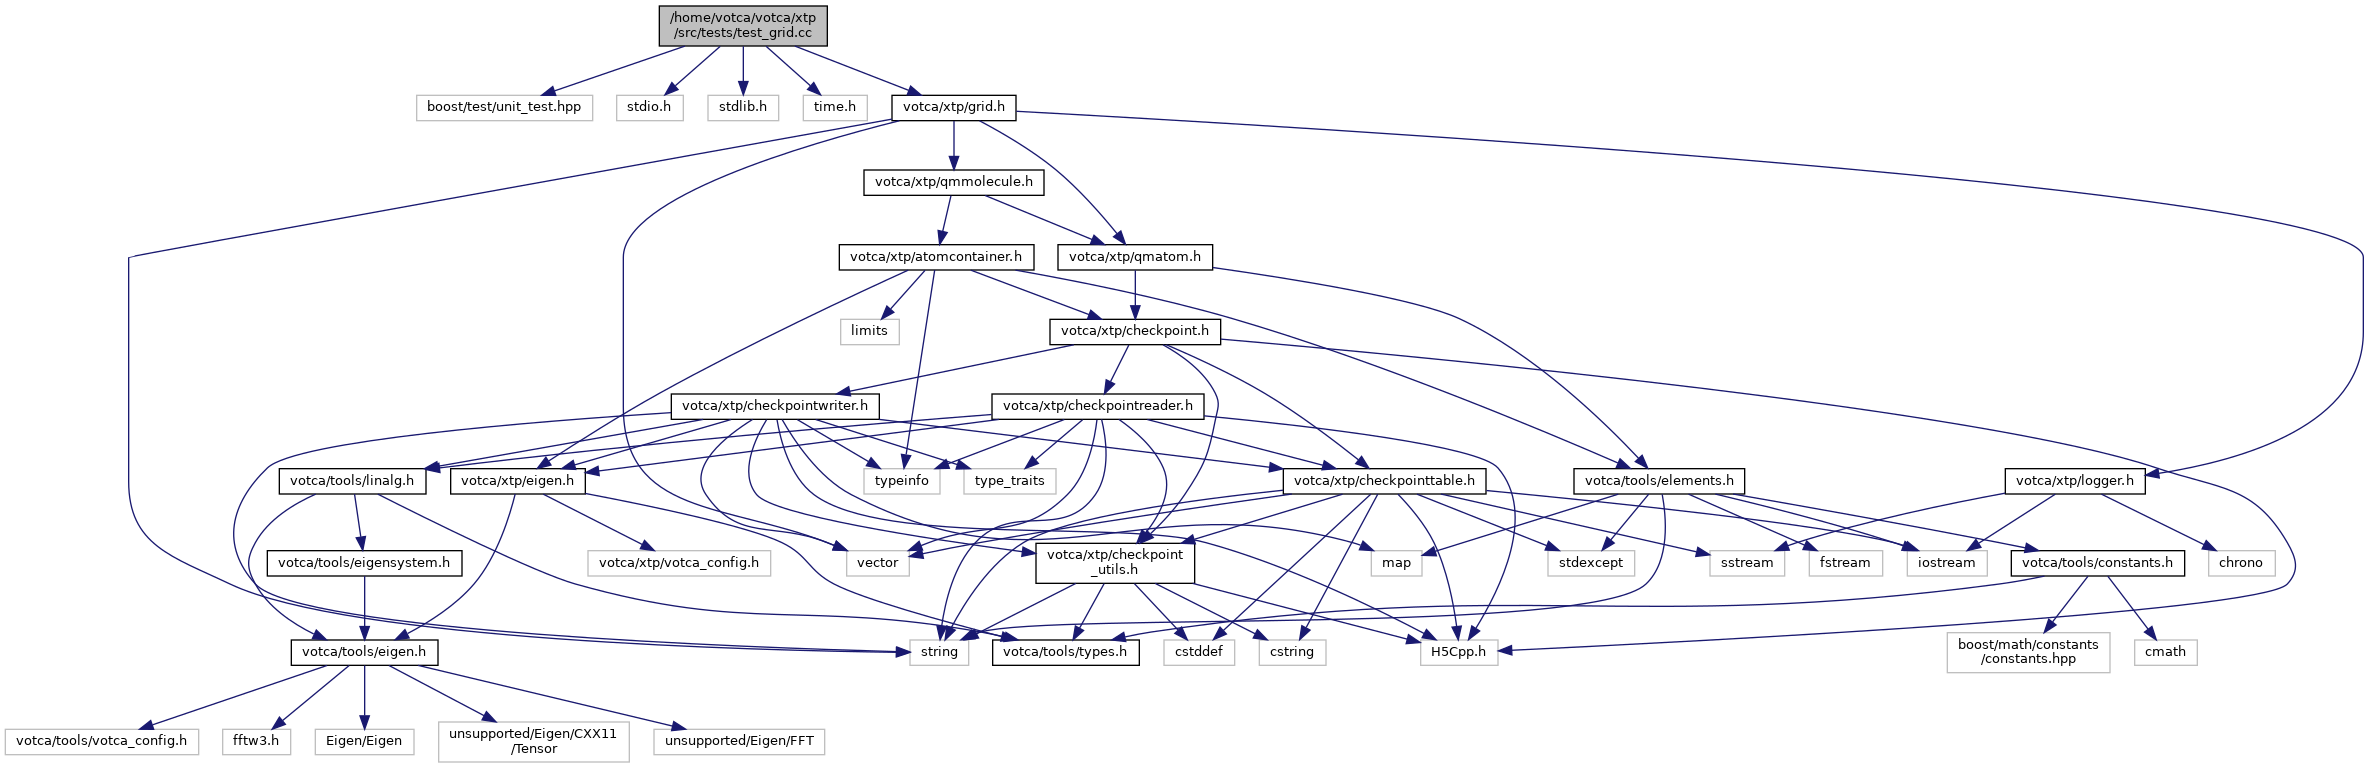 /home/votca/votca/xtp
/src/tests/test_grid.cc
boost/test/unit_test.hpp
stdio.h
stdlib.h
time.h
votca/xtp/grid.h
votca/xtp/qmmolecule.h
votca/xtp/atomcontainer.h
votca/xtp/qmatom.h
limits
votca/xtp/checkpoint.h
votca/xtp/checkpointwriter.h
votca/xtp/checkpointreader.h
votca/tools/linalg.h
votca/xtp/eigen.h
typeinfo
type_traits
votca/xtp/checkpointtable.h
votca/tools/elements.h
votca/xtp/logger.h
votca/tools/eigensystem.h
votca/xtp/votca_config.h
vector
votca/xtp/checkpoint
_utils.h
map
stdexcept
sstream
fstream
iostream
votca/tools/constants.h
chrono
votca/tools/eigen.h
string
votca/tools/types.h
cstddef
cstring
H5Cpp.h
boost/math/constants
/constants.hpp
cmath
votca/tools/votca_config.h
fftw3.h
Eigen/Eigen
unsupported/Eigen/CXX11
/Tensor
unsupported/Eigen/FFT